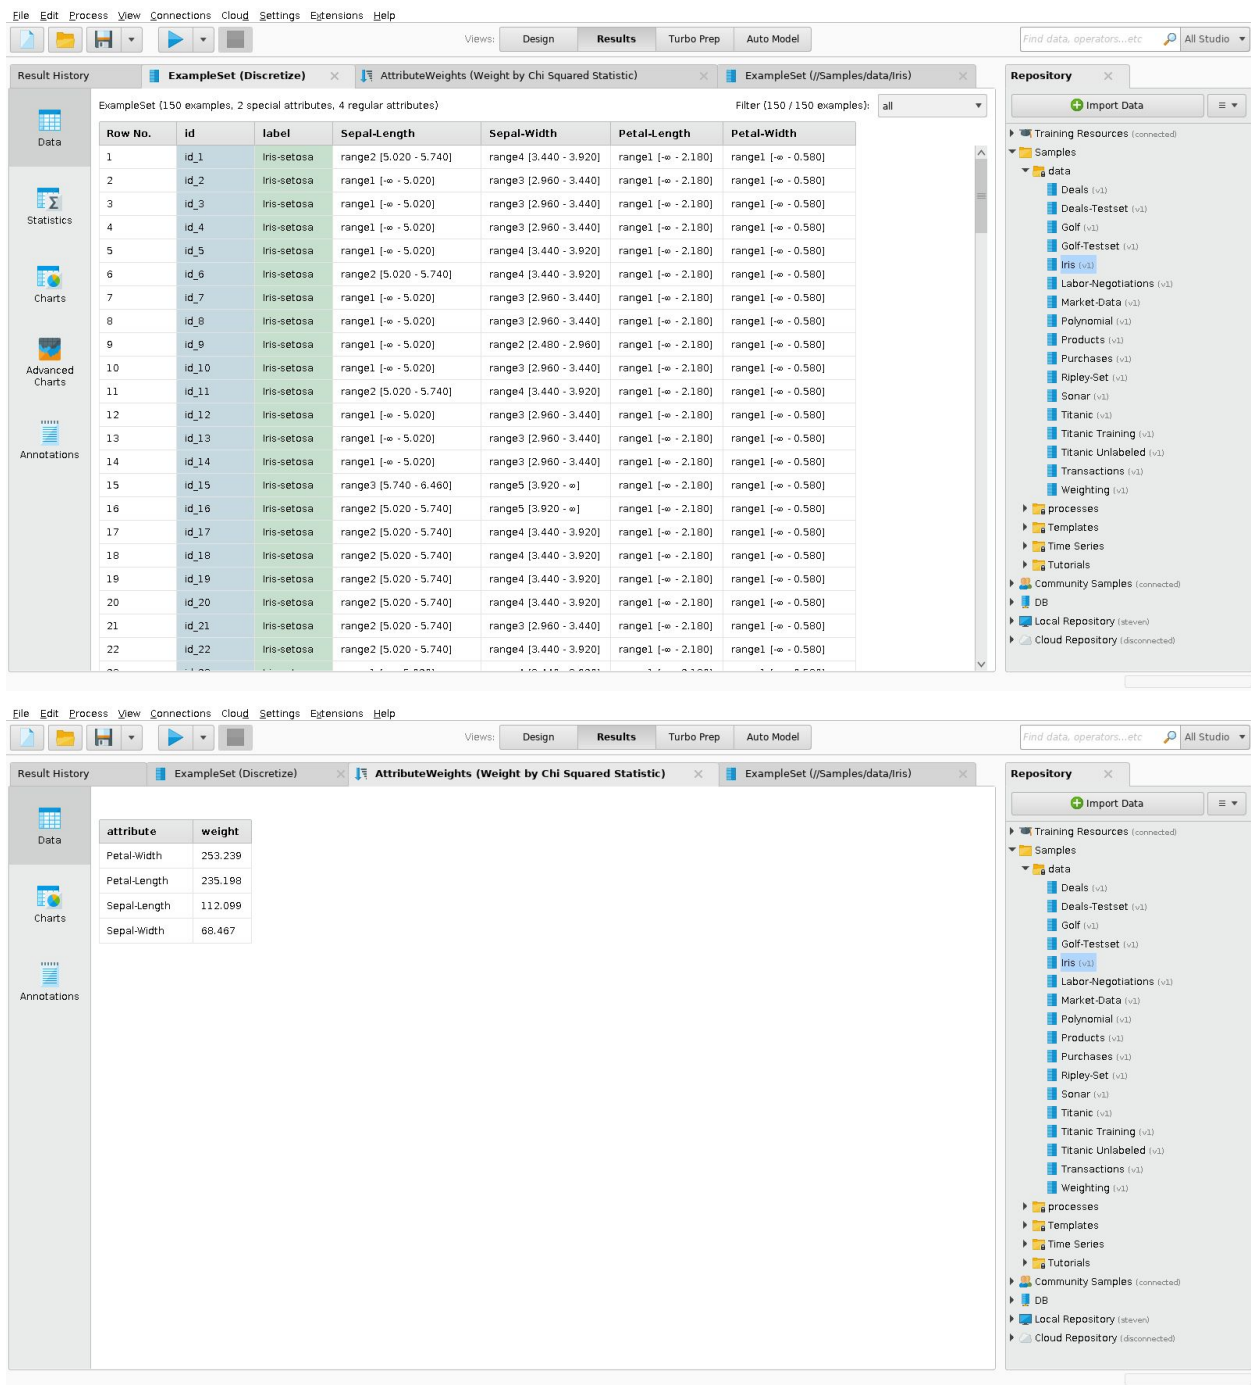 File Edit Process View Connections Cloud Settings Extensions Help
Views: Design Results Turbo Prep Auto Model Find data, operators...etc All Studio
Result History ExampleSet (Discretize) AttributeWeights (Weight by Chi Squared Statistic) ExampleSet (//Samples/data/Iris) Repository
ExampleSet (150 examples, 2 special attributes, 4 regular attributes) Filter (150 / 150 examples): all
Data
Statistics
Charts
Advanced
Charts
Annotations
Row No. id label Sepal-Length Sepal-Width Petal-Length Petal-Width
1 id_1 Iris-setosa range2 [5.020 - 5.740] range4 [3.440 - 3.920] range1 [-∞ - 2.180] range1 [-∞ - 0.580]
2 id_2 Iris-setosa range1 [-∞ - 5.020] range3 [2.960 - 3.440] range1 [-∞ - 2.180] range1 [-∞ - 0.580]
3 id_3 Iris-setosa range1 [-∞ - 5.020] range3 [2.960 - 3.440] range1 [-∞ - 2.180] range1 [-∞ - 0.580]
4 id_4 Iris-setosa range1 [-∞ - 5.020] range3 [2.960 - 3.440] range1 [-∞ - 2.180] range1 [-∞ - 0.580]
5 id_5 Iris-setosa range1 [-∞ - 5.020] range4 [3.440 - 3.920] range1 [-∞ - 2.180] range1 [-∞ - 0.580]
6 id_6 Iris-setosa range2 [5.020 - 5.740] range4 [3.440 - 3.920] range1 [-∞ - 2.180] range1 [-∞ - 0.580]
7 id_7 Iris-setosa range1 [-∞ - 5.020] range3 [2.960 - 3.440] range1 [-∞ - 2.180] range1 [-∞ - 0.580]
8 id_8 Iris-setosa range1 [-∞ - 5.020] range3 [2.960 - 3.440] range1 [-∞ - 2.180] range1 [-∞ - 0.580]
9 id_9 Iris-setosa range1 [-∞ - 5.020] range2 [2.480 - 2.960] range1 [-∞ - 2.180] range1 [-∞ - 0.580]
10 id_10 Iris-setosa range1 [-∞ - 5.020] range3 [2.960 - 3.440] range1 [-∞ - 2.180] range1 [-∞ - 0.580]
11 id_11 Iris-setosa range2 [5.020 - 5.740] range4 [3.440 - 3.920] range1 [-∞ - 2.180] range1 [-∞ - 0.580]
12 id_12 Iris-setosa range1 [-∞ - 5.020] range3 [2.960 - 3.440] range1 [-∞ - 2.180] range1 [-∞ - 0.580]
13 id_13 Iris-setosa range1 [-∞ - 5.020] range3 [2.960 - 3.440] range1 [-∞ - 2.180] range1 [-∞ - 0.580]
14 id_14 Iris-setosa range1 [-∞ - 5.020] range3 [2.960 - 3.440] range1 [-∞ - 2.180] range1 [-∞ - 0.580]
15 id_15 Iris-setosa range3 [5.740 - 6.460] range5 [3.920 - ∞] range1 [-∞ - 2.180] range1 [-∞ - 0.580]
16 id_16 Iris-setosa range2 [5.020 - 5.740] range5 [3.920 - ∞] range1 [-∞ - 2.180] range1 [-∞ - 0.580]
17 id_17 Iris-setosa range2 [5.020 - 5.740] range4 [3.440 - 3.920] range1 [-∞ - 2.180] range1 [-∞ - 0.580]
18 id_18 Iris-setosa range2 [5.020 - 5.740] range4 [3.440 - 3.920] range1 [-∞ - 2.180] range1 [-∞ - 0.580]
19 id_19 Iris-setosa range2 [5.020 - 5.740] range4 [3.440 - 3.920] range1 [-∞ - 2.180] range1 [-∞ - 0.580]
20 id_20 Iris-setosa range2 [5.020 - 5.740] range4 [3.440 - 3.920] range1 [-∞ - 2.180] range1 [-∞ - 0.580]
21 id_21 Iris-setosa range2 [5.020 - 5.740] range3 [2.960 - 3.440] range1 [-∞ - 2.180] range1 [-∞ - 0.580]
22 id_22 Iris-setosa range2 [5.020 - 5.740] range4 [3.440 - 3.920] range1 [-∞ - 2.180] range1 [-∞ - 0.580]
Import Data
Training Resources (connected)
Samples
data
Deals (v1)
Deals-Testset (v1)
Golf (v1)
Golf-Testset (v1)
Iris (v1)
Labor-Negotiations (v1)
Market-Data (v1)
Polynomial (v1)
Products (v1)
Purchases (v1)
Ripley-Set (v1)
Sonar (v1)
Titanic (v1)
Titanic Training (v1)
Titanic Unlabeled (v1)
Transactions (v1)
Weighting (v1)
processes
Templates
Time Series
Tutorials
Community Samples (connected)
DB
Local Repository (steven)
Cloud Repository (disconnected)
File Edit Process View Connections Cloud Settings Extensions Help
Views: Design Results Turbo Prep Auto Model Find data, operators...etc All Studio
Result History ExampleSet (Discretize) AttributeWeights (Weight by Chi Squared Statistic) ExampleSet (//Samples/data/Iris) Repository
Data
Charts
Annotations
attribute weight
Petal-Width 253.239
Petal-Length 235.198
Sepal-Length 112.099
Sepal-Width 68.467
Import Data
Training Resources (connected)
Samples
data
Deals (v1)
Deals-Testset (v1)
Golf (v1)
Golf-Testset (v1)
Iris (v1)
Labor-Negotiations (v1)
Market-Data (v1)
Polynomial (v1)
Products (v1)
Purchases (v1)
Ripley-Set (v1)
Sonar (v1)
Titanic (v1)
Titanic Training (v1)
Titanic Unlabeled (v1)
Transactions (v1)
Weighting (v1)
processes
Templates
Time Series
Tutorials
Community Samples (connected)
DB
Local Repository (steven)
Cloud Repository (disconnected)